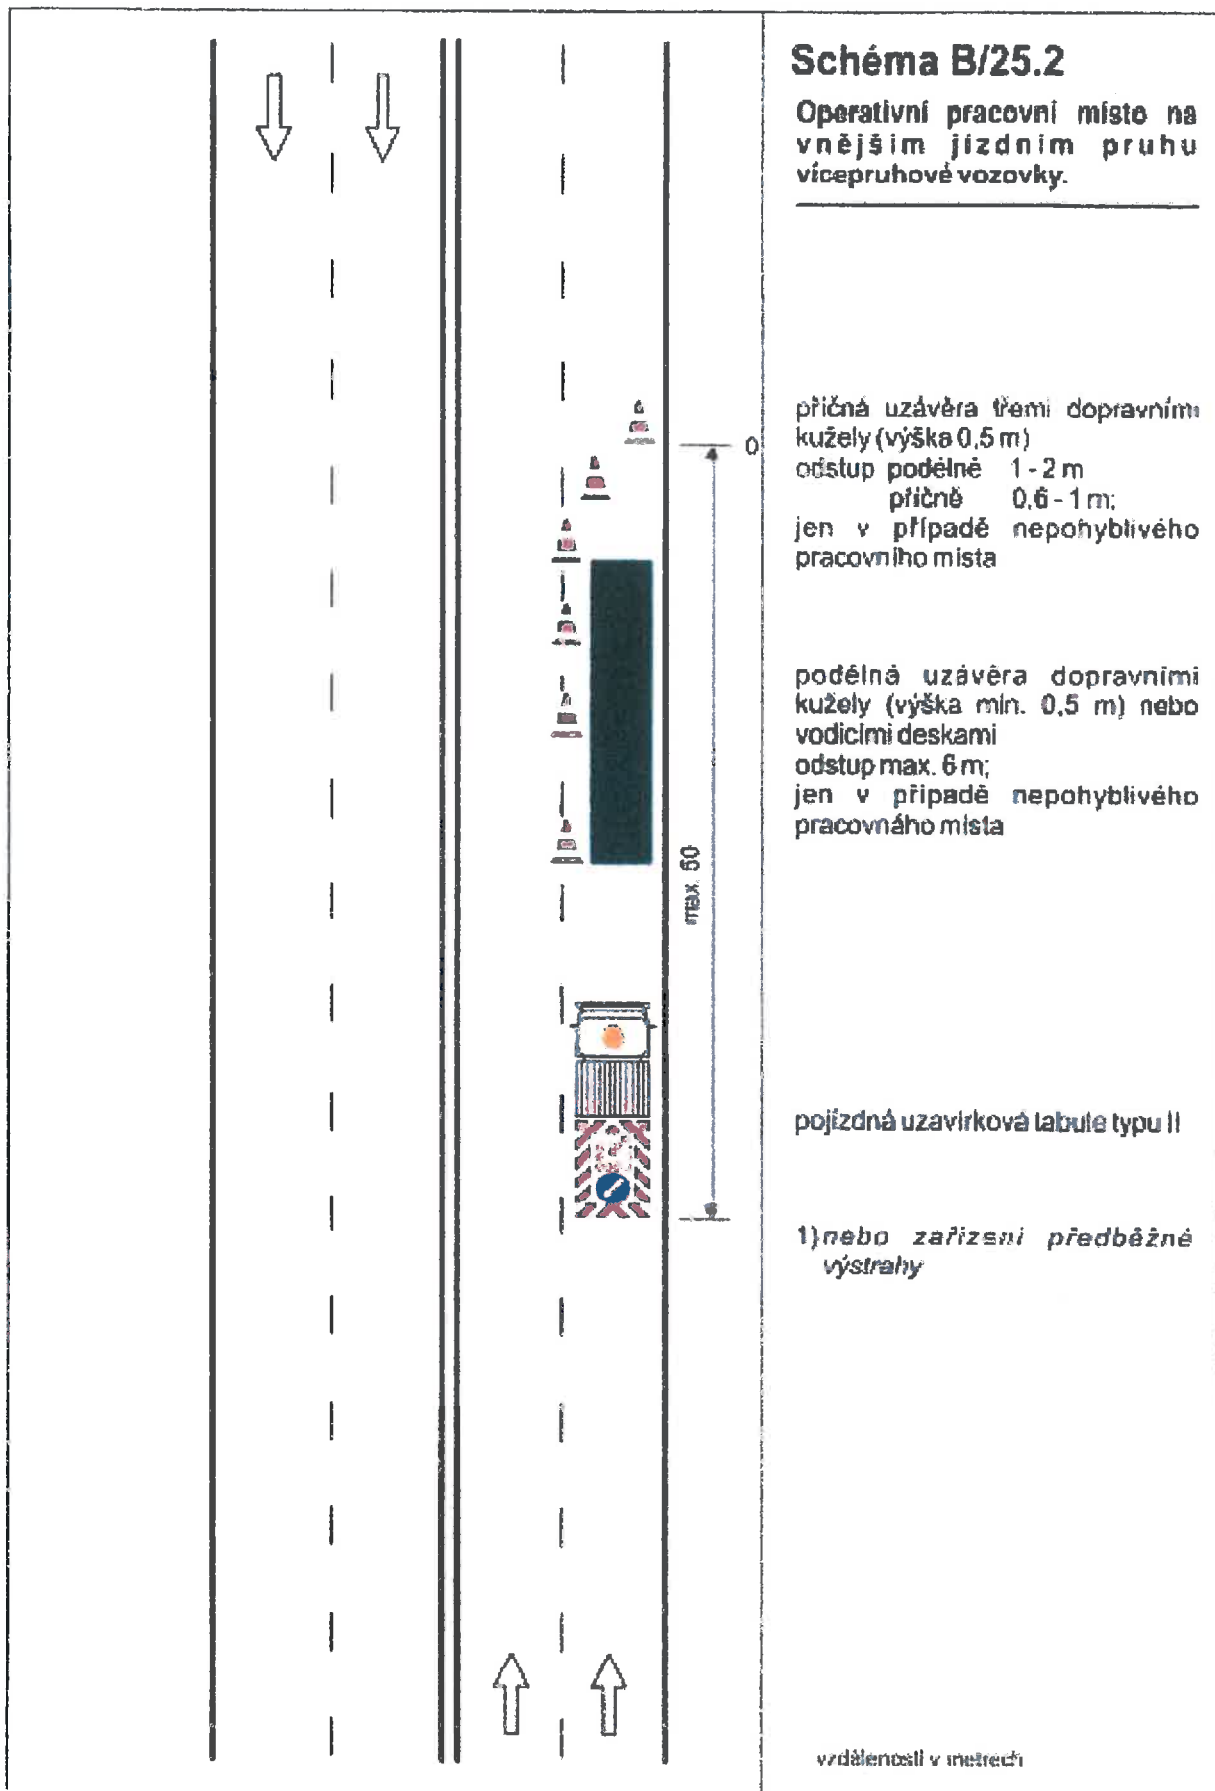 Schéma B/25.2
Operativní pracovní místo na
vnějším jízdním pruhu
vícepruhové vozovky.
příčná uzávěra třemi dopravními
kužely (výška 0,5 m)
odstup podélně 1 - 2 m
příčně 0,6 - 1 m;
jen v případě nepohyblivého
pracovního místa
0
podélná uzávěra dopravními
kužely (výška min. 0,5 m) nebo
vodicími deskami
odstup max. 6 m;
jen v případě nepohyblivého
pracovnáho místa
max. 60
pojízdná uzavírková tabule typu II
1) nebo zařízení předběžné
výstrahy
vzdálenosti v metrech